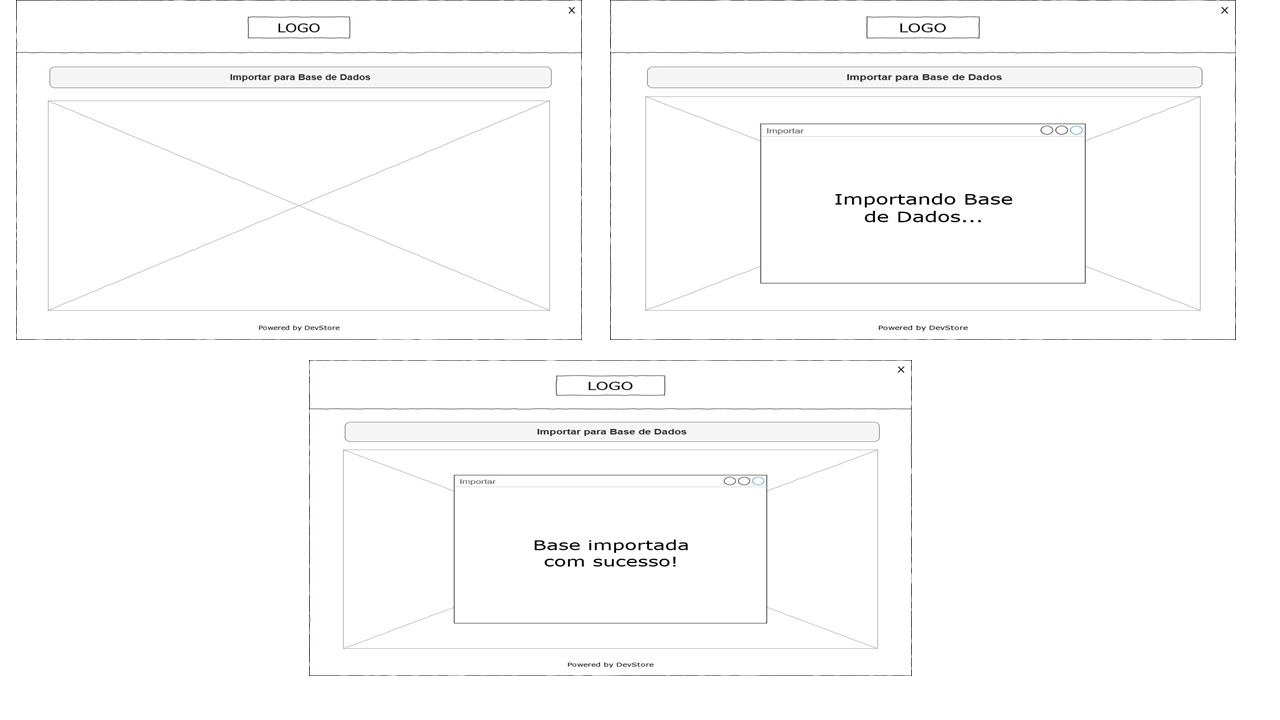 X
LOGO
Importar para Base de Dados
Powered by DevStore
X
LOGO
Importar para Base de Dados
Importar
Importando Base
de Dados...
Powered by DevStore
X
LOGO
Importar para Base de Dados
Importar
Base importada
com sucesso!
Powered by DevStore